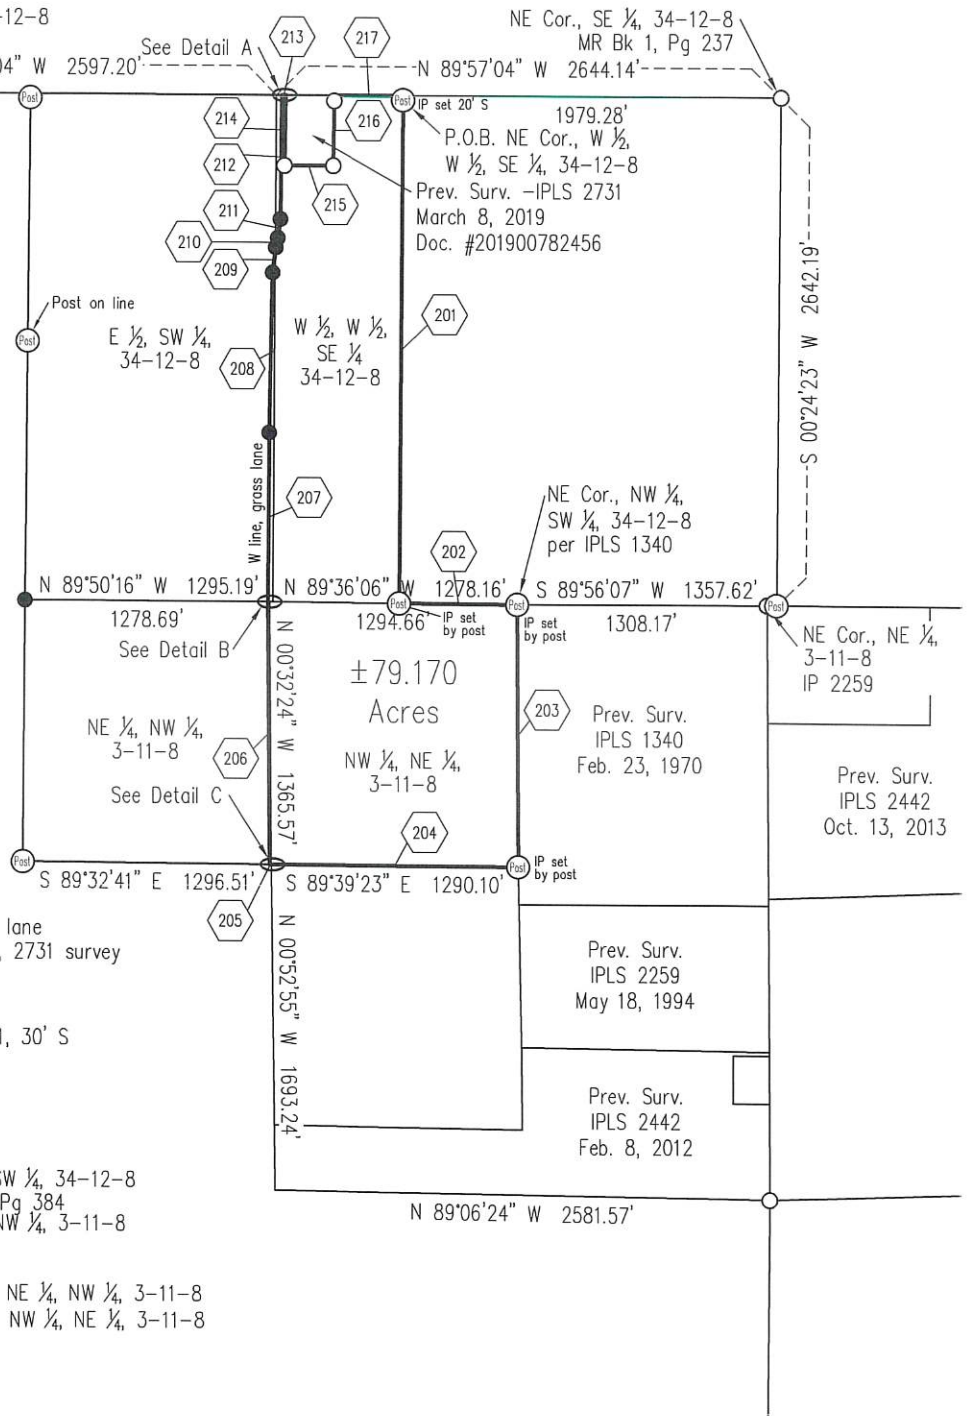 -12-8
NE Cor., SE ¼, 34-12-8
MR Bk 1, Pg 237
213
217
See Detail A
04" W 2597.20'
N 89°57'04" W 2644.14'
Post
Post
IP set 20' S
1979.28'
214
216
P.O.B. NE Cor., W ½,
W ½, SE ¼, 34-12-8
212
215
Prev. Surv. -IPLS 2731
March 8, 2019
Doc. #201900782456
211
210
209
S 00°24'23" W 2642.19'
Post on line
Post
201
E ½, SW ¼,
34-12-8
W ½, W ½,
SE ¼
34-12-8
208
W line, grass lane
207
NE Cor., NW ¼,
SW ¼, 34-12-8
per IPLS 1340
202
N 89°50'16" W 1295.19'
N 89°36'06" W 1278.16'
S 89°56'07" W 1357.62'
Post
Post
Post
1278.69'
1294.66'
IP set
by post
IP set
by post
1308.17'
See Detail B
NE Cor., NE ¼,
3-11-8
IP 2259
N 00°32'24" W 1365.57'
±79.170
Acres
203
NE ¼, NW ¼,
3-11-8
206
NW ¼, NE ¼,
3-11-8
Prev. Surv.
IPLS 1340
Feb. 23, 1970
Prev. Surv.
IPLS 2442
Oct. 13, 2013
See Detail C
204
Post
Post
IP set
by post
S 89°32'41" E 1296.51'
S 89°39'23" E 1290.10'
205
N 00°52'55" W 1693.24'
lane
, 2731 survey
Prev. Surv.
IPLS 2259
May 18, 1994
, 30' S
Prev. Surv.
IPLS 2442
Feb. 8, 2012
SW ¼, 34-12-8
Pg 384
NW ¼, 3-11-8
N 89°06'24" W 2581.57'
NE ¼, NW ¼, 3-11-8
NW ¼, NE ¼, 3-11-8